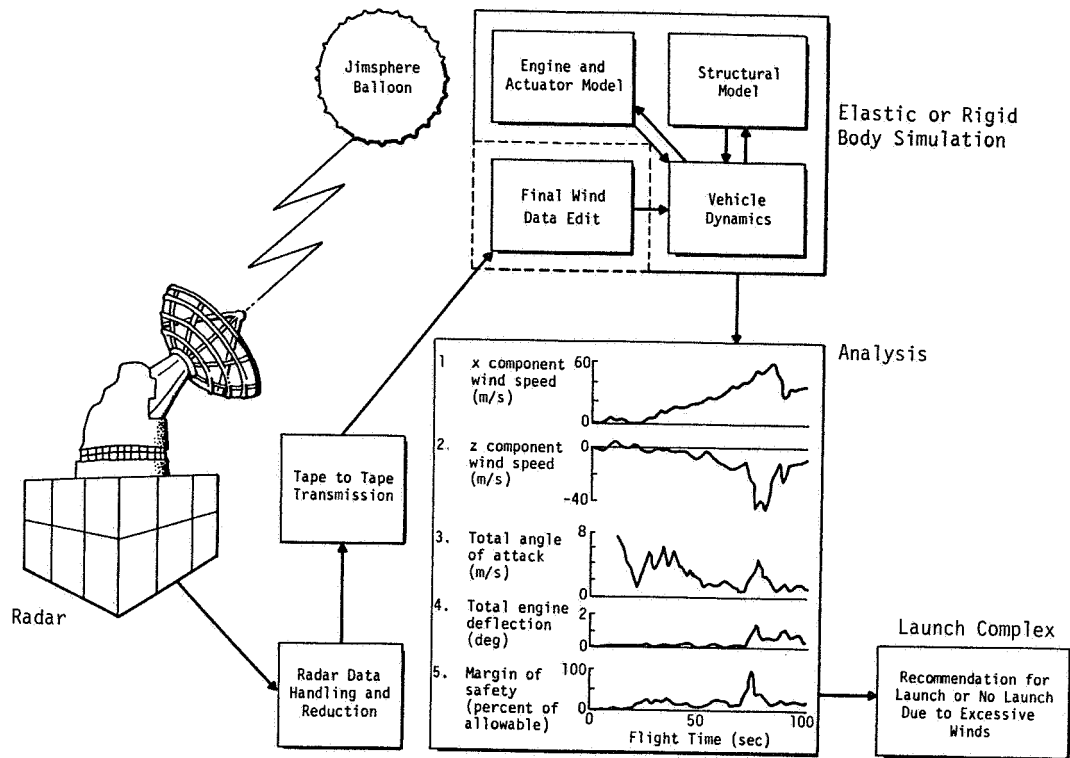 Jimsphere
Balloon
Engine and
Actuator Model
Structural
Model
Elastic or Rigid
Body Simulation
Final Wind
Data Edit
Vehicle
Dynamics
Radar
Tape to Tape
Transmission
Radar Data
Handling and
Reduction
Analysis
1 x component
wind speed
(m/s)
60
0
2. z component
wind speed
(m/s)
0
-40
3. Total angle
of attack
(m/s)
8
0
4. Total engine
deflection
(deg)
2
0
5. Margin of
safety
(percent of
allowable)
100
0
0 50 100
Flight Time (sec)
Launch Complex
Recommendation for
Launch or No Launch
Due to Excessive
Winds